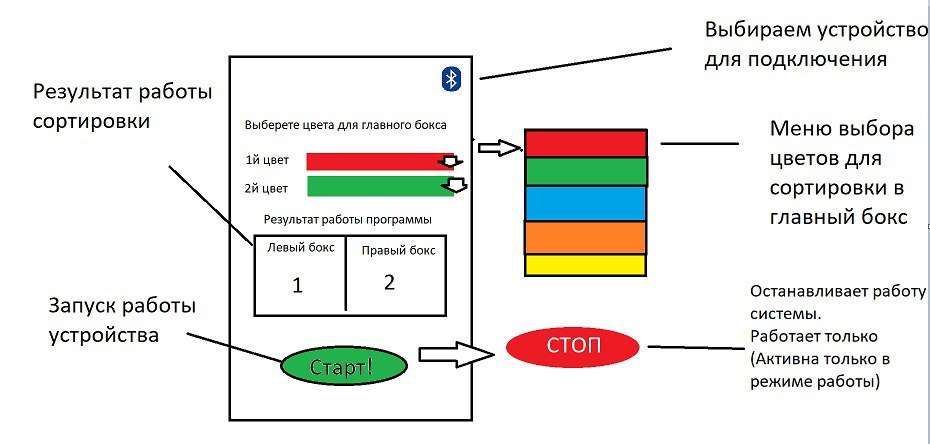 Выбираем устройство
для подключения
Результат работы
сортировки
Выберете цвета для главного бокса
1й цвет
2й цвет
Меню выбора
цветов для
сортировки в
главный бокс
Результат работы программы
Левый бокс
Правый бокс
1
2
Запуск работы
устройства
Старт!
СТОП
Останавливает работу
системы.
Работает только
(Активна только в
режиме работы)